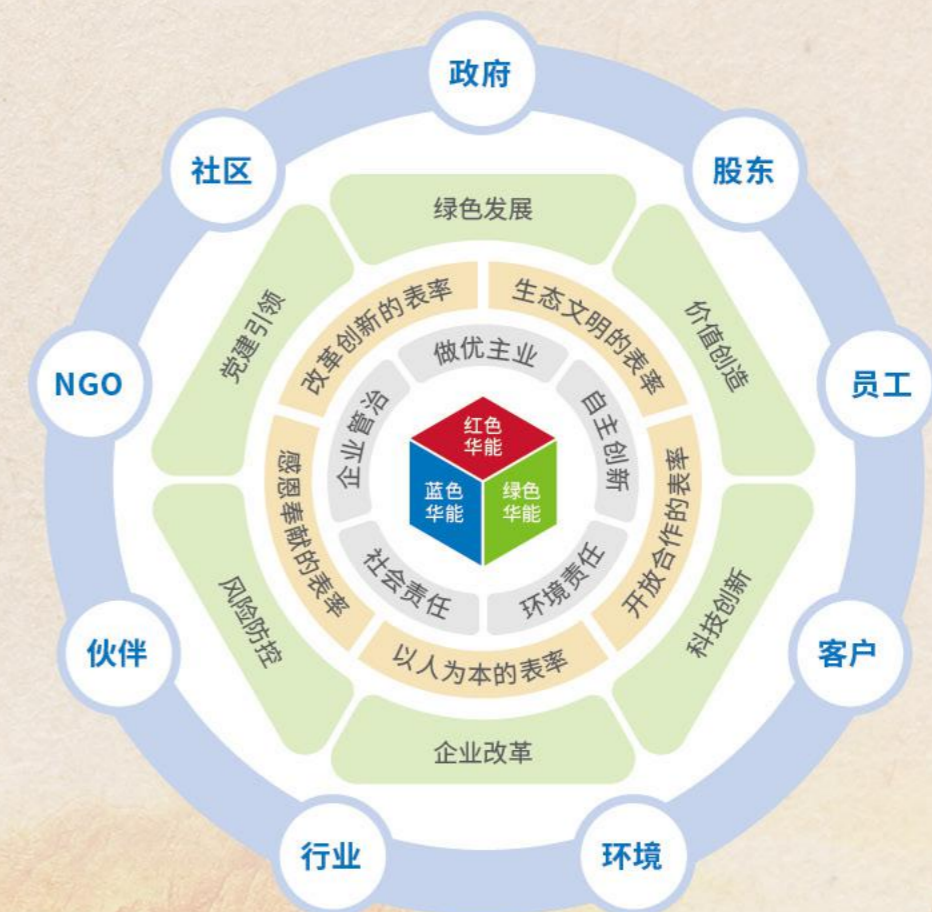 政府
股东
员工
客户
环境
行业
伙伴
NGO
社区
绿色发展
价值创造
科技创新
企业改革
风险防控
党建引领
生态文明的表率
开放合作的表率
以人为本的表率
感恩奉献的表率
改革创新的表率
做优主业
自主创新
环境责任
社会责任
企业管治
红色
华能
蓝色
华能
绿色
华能